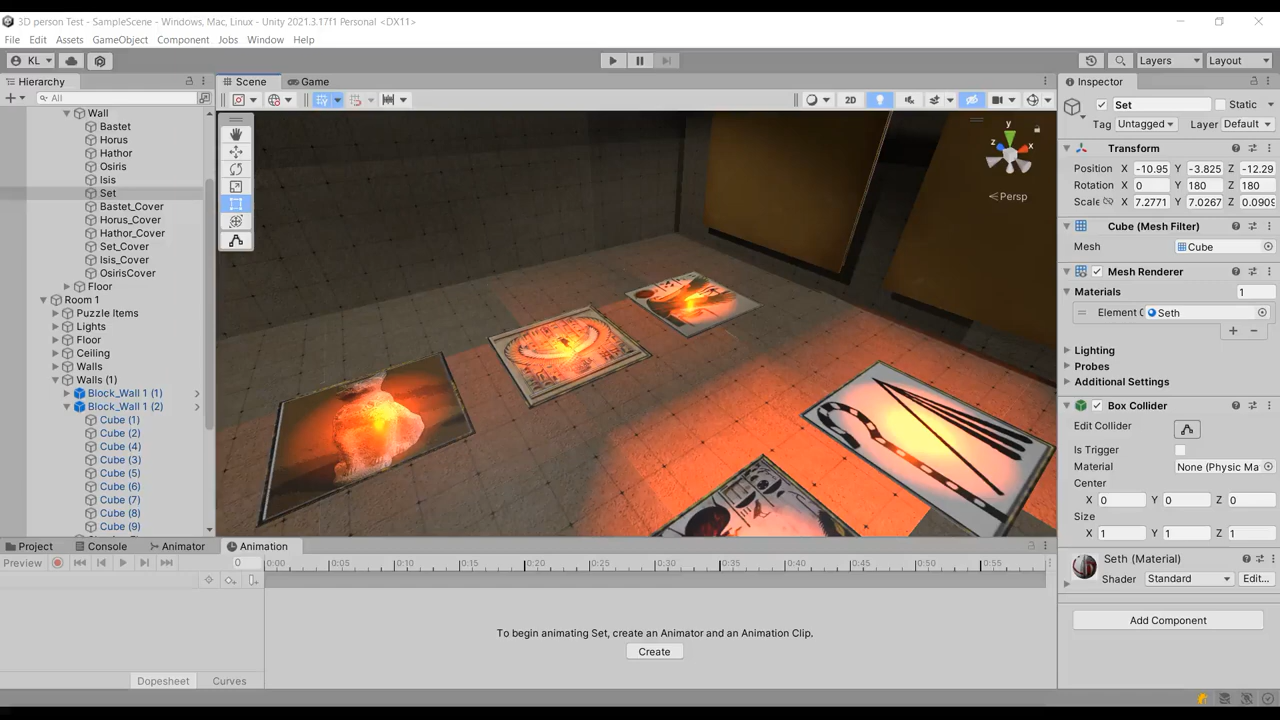 3D person Test - SampleScene - Windows, Mac, Linux - Unity 2021.3.17f1 Personal <DX11>
File Edit Assets GameObject Component Jobs Window Help
KL Layers Layout
Hierarchy Scene Game Inspector
All 2D Set Static
Wall Tag Untagged Layer Default
Bastet
Horus Transform
Hathor Position X -10.95 Y -3.825 Z -12.29
Osiris Rotation X 0 Y 180 Z 180
Isis Scale X 7.2771 Y 7.0267 Z 0.0909
Set
y
z x
Persp
Bastet_Cover
Horus_Cover Cube (Mesh Filter)
Hathor_Cover Mesh Cube
Set_Cover
Isis_Cover Mesh Renderer
OsirisCover
Floor Materials 1
Room 1 Element 0 Seth
Puzzle Items
Lights
Floor Lighting
Ceiling Probes
Walls Additional Settings
Walls (1)
Block_Wall 1 (1) Box Collider
Block_Wall 1 (2) Edit Collider
Cube (1) Is Trigger
Cube (2) Material None (Physic Ma
Cube (4) Center
Cube (3) X 0 Y 0 Z 0
Cube (5) Size
Cube (6) X 1 Y 1 Z 1
Cube (7)
Cube (8)
Cube (9)
Project Console Animator Animation
Seth (Material)
Shader Standard Edit...
Preview 0 0:00 0:05 0:10 0:15 0:20 0:25 0:30 0:35 0:40 0:45 0:50 0:55
Add Component
To begin animating Set, create an Animator and an Animation Clip.
Create
Dopesheet Curves